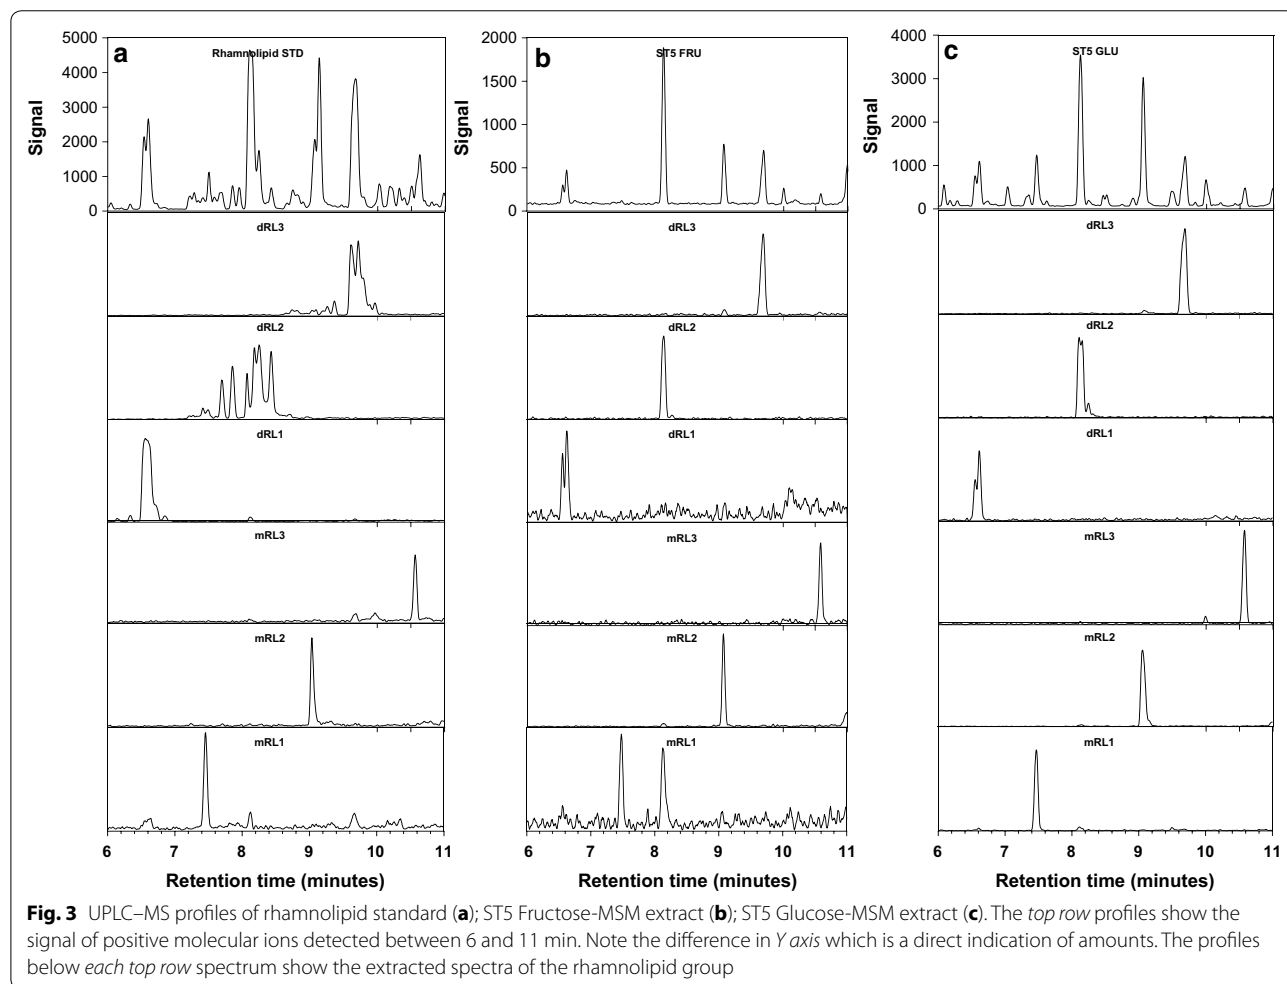 a
Rhamnolipid STD
Signal
5000
4000
3000
2000
1000
0
dRL3
dRL2
dRL1
mRL3
mRL2
mRL1
6 7 8 9 10 11
Retention time (minutes)
b
ST5 FRU
Signal
2000
1500
1000
500
0
dRL3
dRL2
dRL1
mRL3
mRL2
mRL1
6 7 8 9 10 11
Retention time (minutes)
c
ST5 GLU
Signal
4000
3000
2000
1000
0
dRL3
dRL2
dRL1
mRL3
mRL2
mRL1
6 7 8 9 10 11
Retention time (minutes)
Fig. 3 UPLC–MS profiles of rhamnolipid standard (a); ST5 Fructose-MSM extract (b); ST5 Glucose-MSM extract (c). The top row profiles show the
signal of positive molecular ions detected between 6 and 11 min. Note the difference in Y axis which is a direct indication of amounts. The profiles
below each top row spectrum show the extracted spectra of the rhamnolipid group